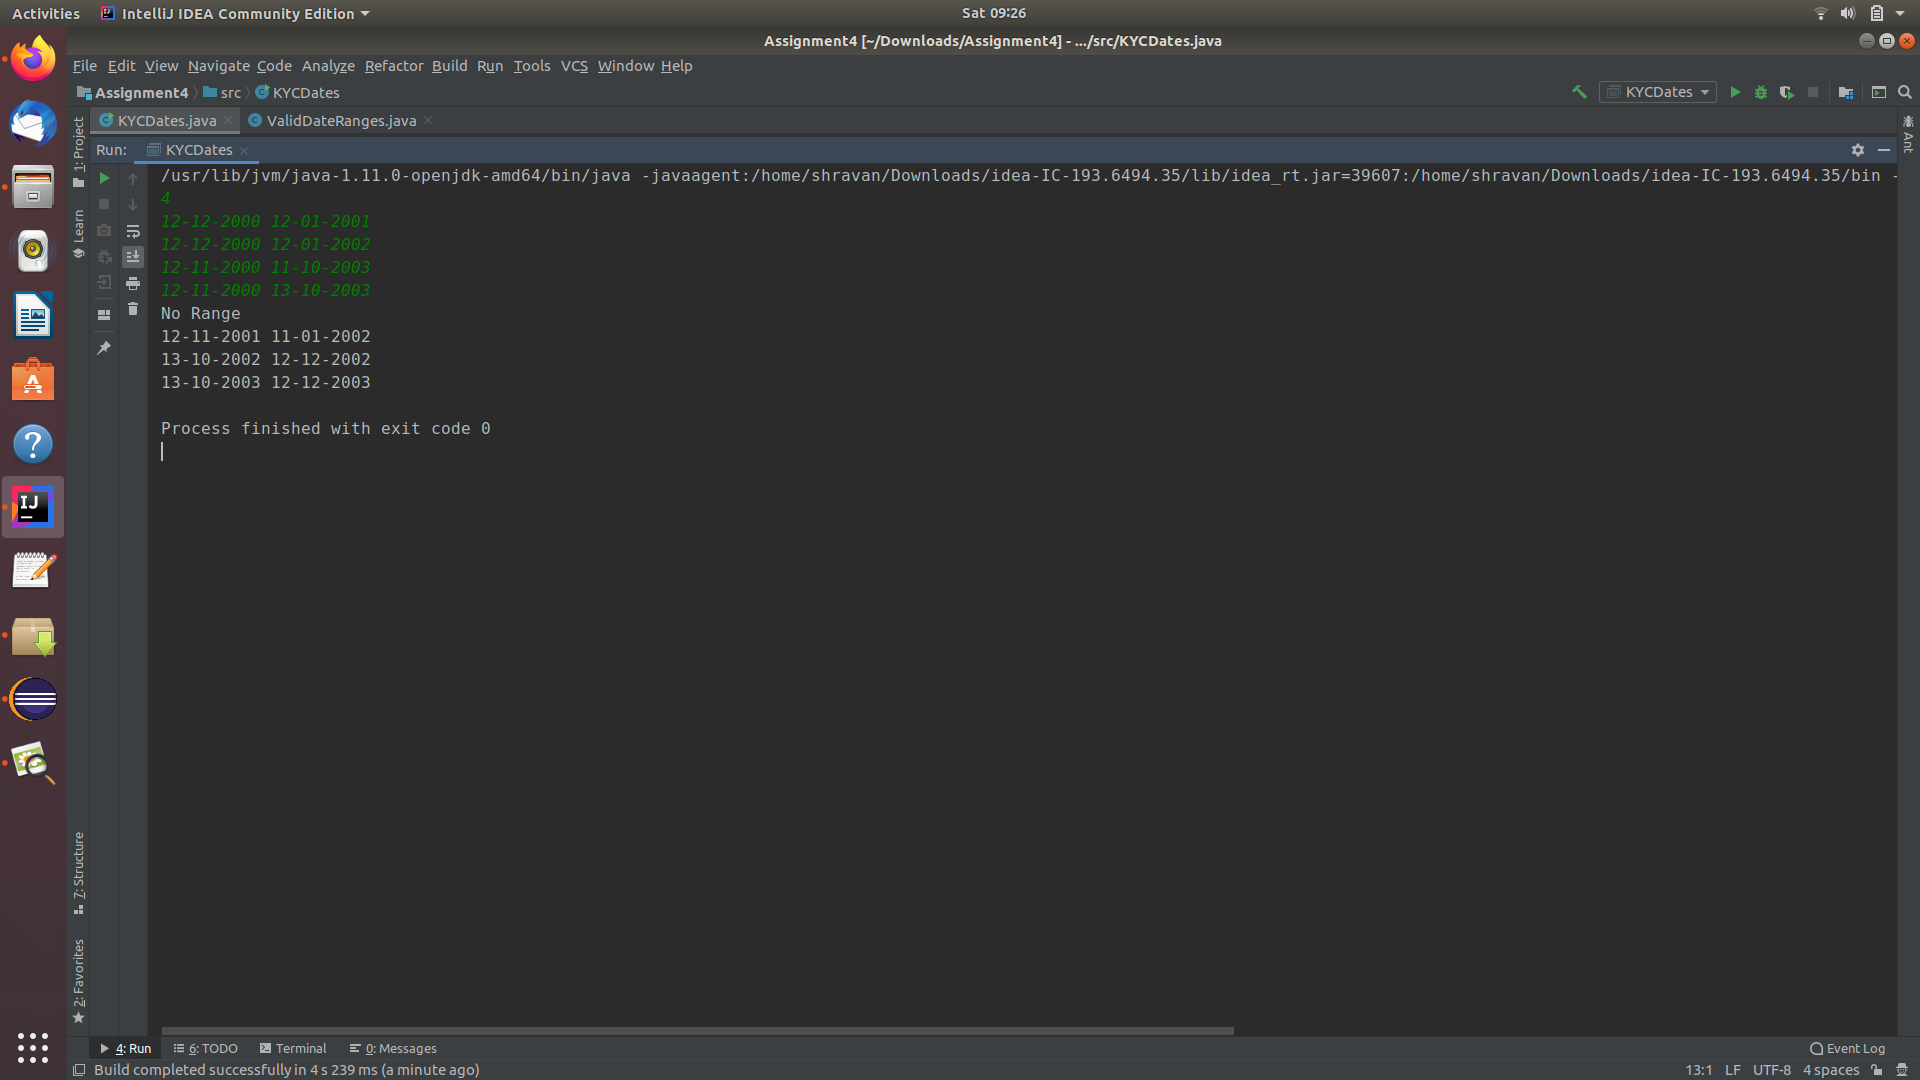 Activities IntelliJ IDEA Community Edition Sat 09:26
Assignment4 [~/Downloads/Assignment4] - .../src/KYCDates.java
File Edit View Navigate Code Analyze Refactor Build Run Tools VCS Window Help
Assignment4 src KYCDates KYCDates
KYCDates.java ValidDateRanges.java
Run: KYCDates
/usr/lib/jvm/java-1.11.0-openjdk-amd64/bin/java -javaagent:/home/shravan/Downloads/idea-IC-193.6494.35/lib/idea_rt.jar=39607:/home/shravan/Downloads/idea-IC-193.6494.35/bin -
4
12-12-2000 12-01-2001
12-12-2000 12-01-2002
12-11-2000 11-10-2003
12-11-2000 13-10-2003
No Range
12-11-2001 11-01-2002
13-10-2002 12-12-2002
13-10-2003 12-12-2003
Process finished with exit code 0
1: Project
Learn
7: Structure
2: Favorites
Ant
4: Run 6: TODO Terminal 0: Messages Event Log
Build completed successfully in 4 s 239 ms (a minute ago) 13:1 LF UTF-8 4 spaces